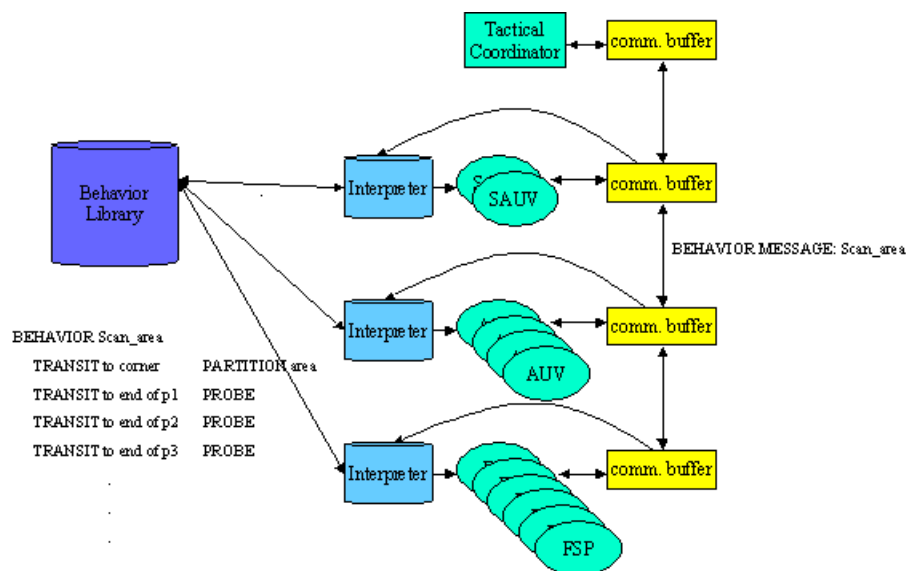 Tactical
Coordinator
comm. buffer
Behavior
Library
Interpreter
SAUV
comm. buffer
BEHAVIOR MESSAGE: Scan_area
Interpreter
AUV
comm. buffer
BEHAVIOR Scan_area
TRANSIT to corner PARTITION area
TRANSIT to end of p1 PROBE
TRANSIT to end of p2 PROBE
TRANSIT to end of p3 PROBE
.
.
.
Interpreter
FSP
comm. buffer